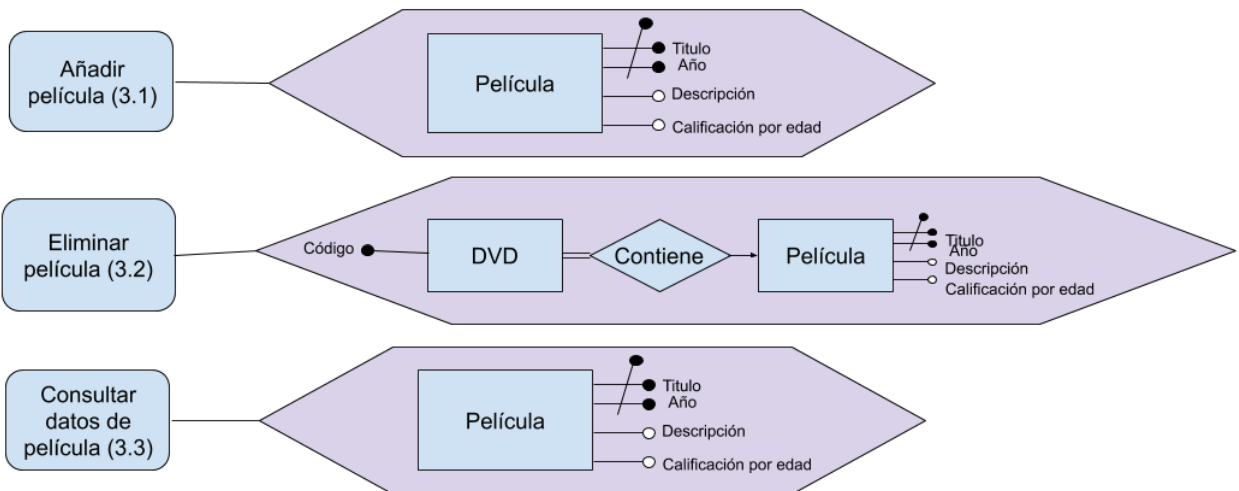 Añadir
película (3.1)
Película
Titulo
Año
Descripción
Calificación por edad
Eliminar
película (3.2)
Código
DVD
Contiene
Película
Titulo
Año
Descripción
Calificación por edad
Consultar
datos de
película (3.3)
Película
Titulo
Año
Descripción
Calificación por edad